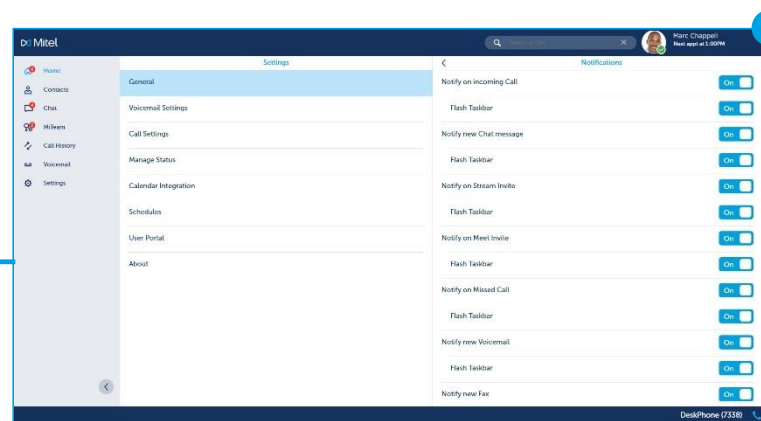 Mitel
Marc Chappell
Next appt at 1:00PM
Home
Contacts
Chat
MiTeam
Call History
Voicemail
Settings
Settings
General
Voicemail Settings
Call Settings
Manage Status
Calendar Integration
Schedules
User Portal
About
Notifications
Notify on incoming Call
On
Flash Taskbar
On
Notify new Chat message
On
Flash Taskbar
On
Notify on Stream Invite
On
Flash Taskbar
On
Notify on Meet Invite
On
Flash Taskbar
On
Notify on Missed Call
On
Flash Taskbar
On
Notify new Voicemail
On
Flash Taskbar
On
Notify new Fax
On
DeskPhone (7338)